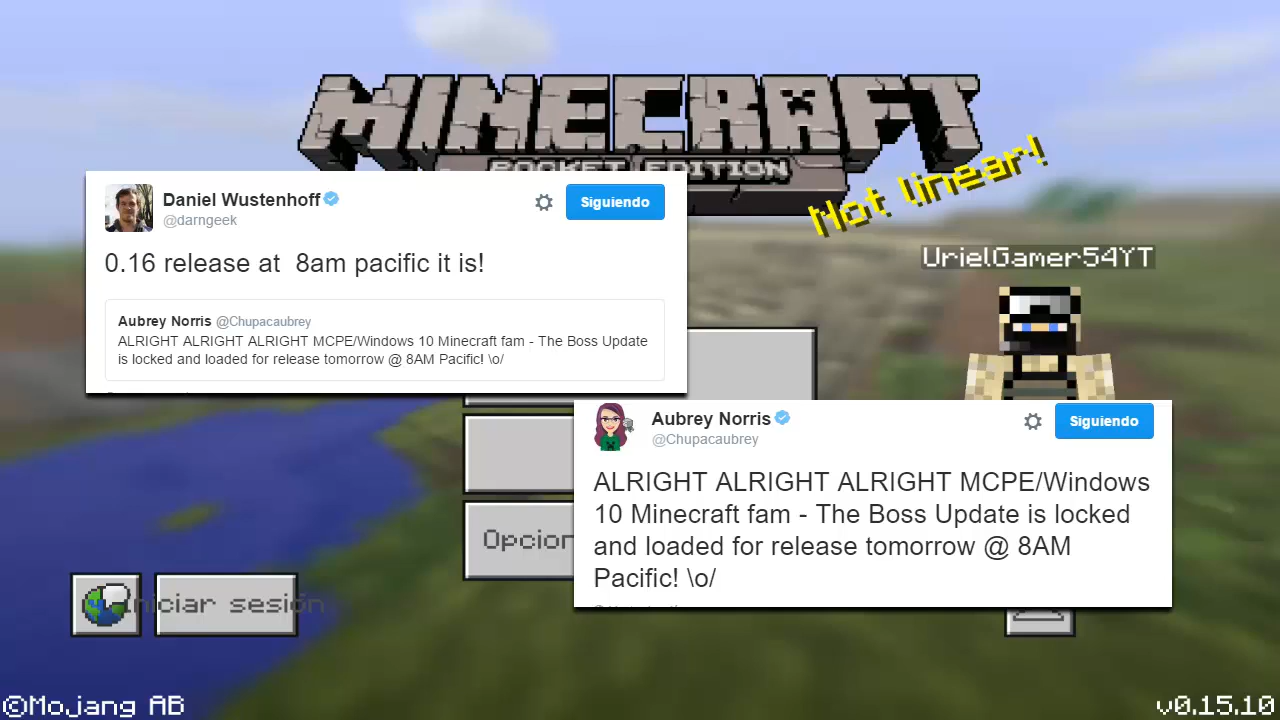 MINECRAFT
POCKET EDITION
Not linear!
Daniel Wustenhoff
@darngeek
Siguiendo
0.16 release at 8am pacific it is!
Aubrey Norris @Chupacaubrey
ALRIGHT ALRIGHT ALRIGHT MCPE/Windows 10 Minecraft fam - The Boss Update
is locked and loaded for release tomorrow @ 8AM Pacific! \o/
UrielGamer54YT
Aubrey Norris
@Chupacaubrey
Siguiendo
ALRIGHT ALRIGHT ALRIGHT MCPE/Windows
10 Minecraft fam - The Boss Update is locked
and loaded for release tomorrow @ 8AM
Pacific! \o/
Opcion
Iniciar sesión
©Mojang AB
v0.15.10